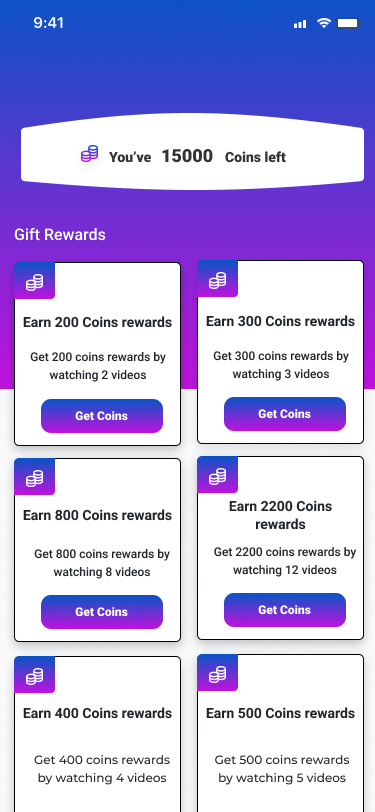 9:41
You've 15000 Coins left
Gift Rewards
Earn 200 Coins rewards
Get 200 coins rewards by
watching 2 videos
Get Coins
Earn 300 Coins rewards
Get 300 coins rewards by
watching 3 videos
Get Coins
Earn 800 Coins rewards
Get 800 coins rewards by
watching 8 videos
Get Coins
Earn 2200 Coins
rewards
Get 2200 coins rewards by
watching 12 videos
Get Coins
Earn 400 Coins rewards
Get 400 coins rewards
by watching 4 videos
Earn 500 Coins rewards
Get 500 coins rewards
by watching 5 videos